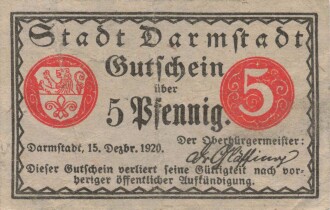 Stadt Darmstadt
Gutschein
über
5 Pfennig.
5
Der Oberbürgermeister:
Darmstadt, 15. Dezbr. 1920.
Dieser Gutschein verliert seine Gültigkeit nach vor-
heriger öffentlicher Aufkündigung.